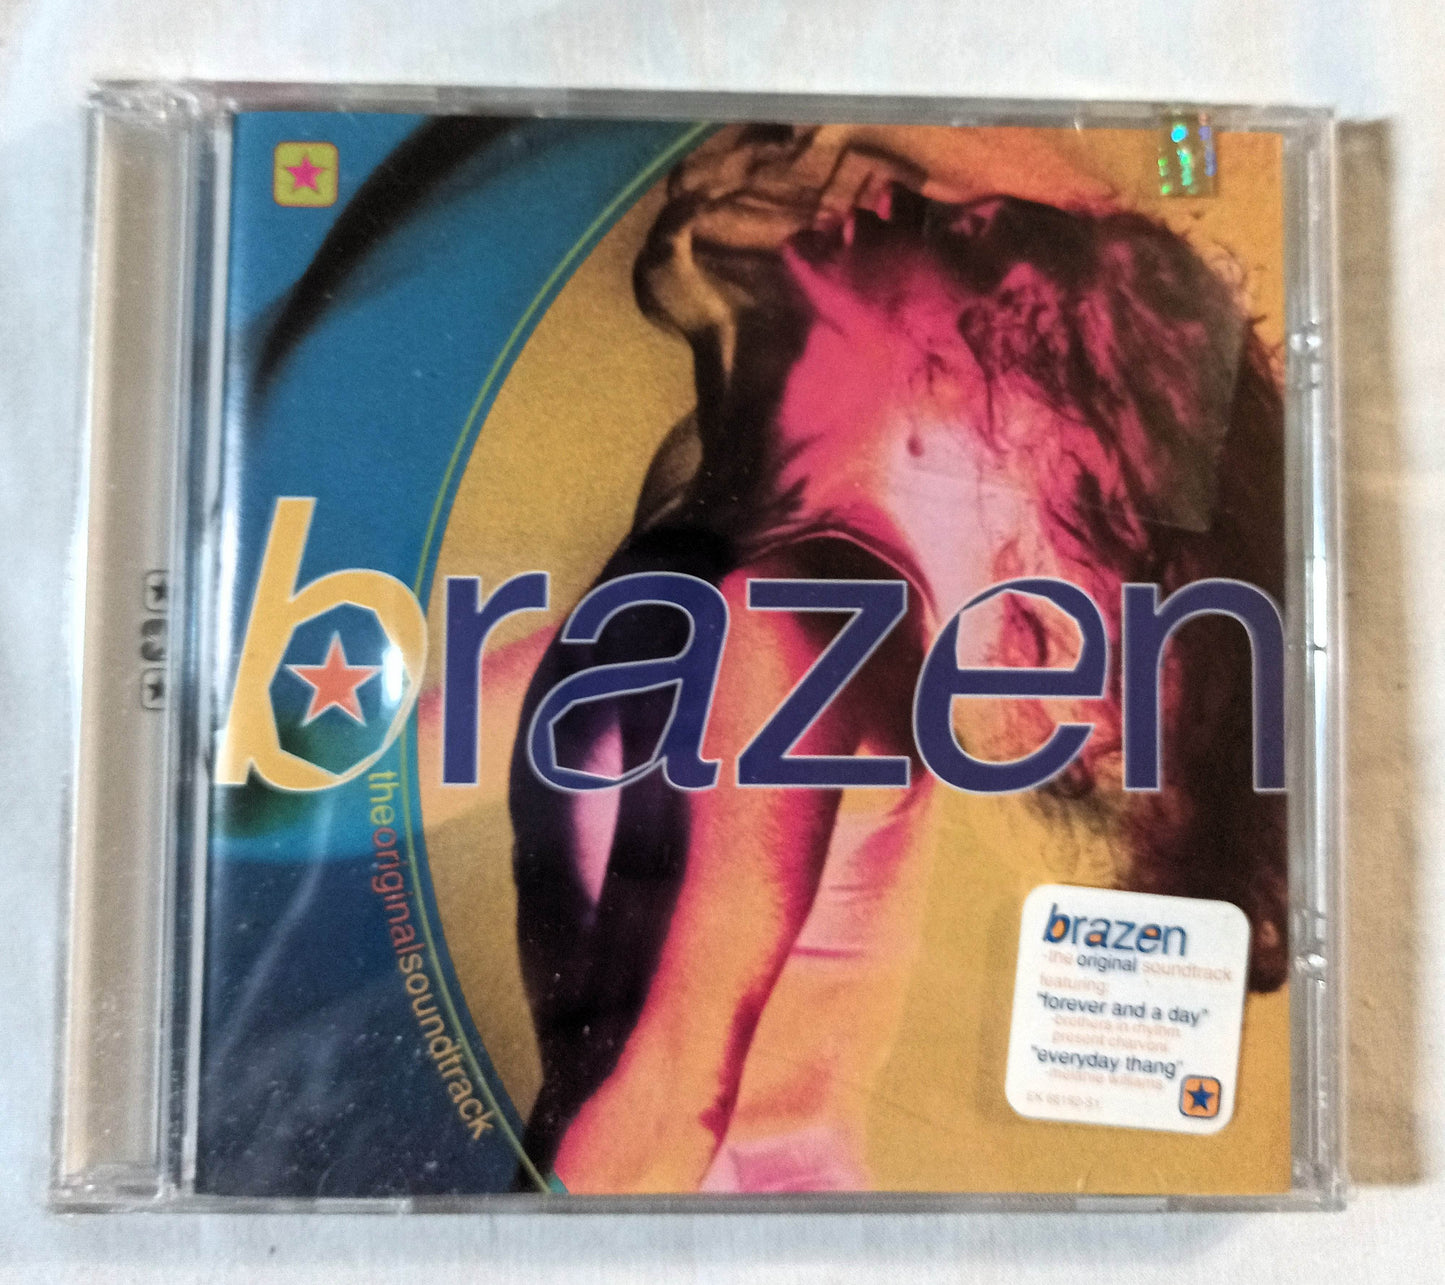 brazen
theoriginalsoundtrack
brazen
-the original soundtrack
featuring:
"forever and a day"
-brothers in rhythm
present charvoni
"everyday thang"
-melanie williams